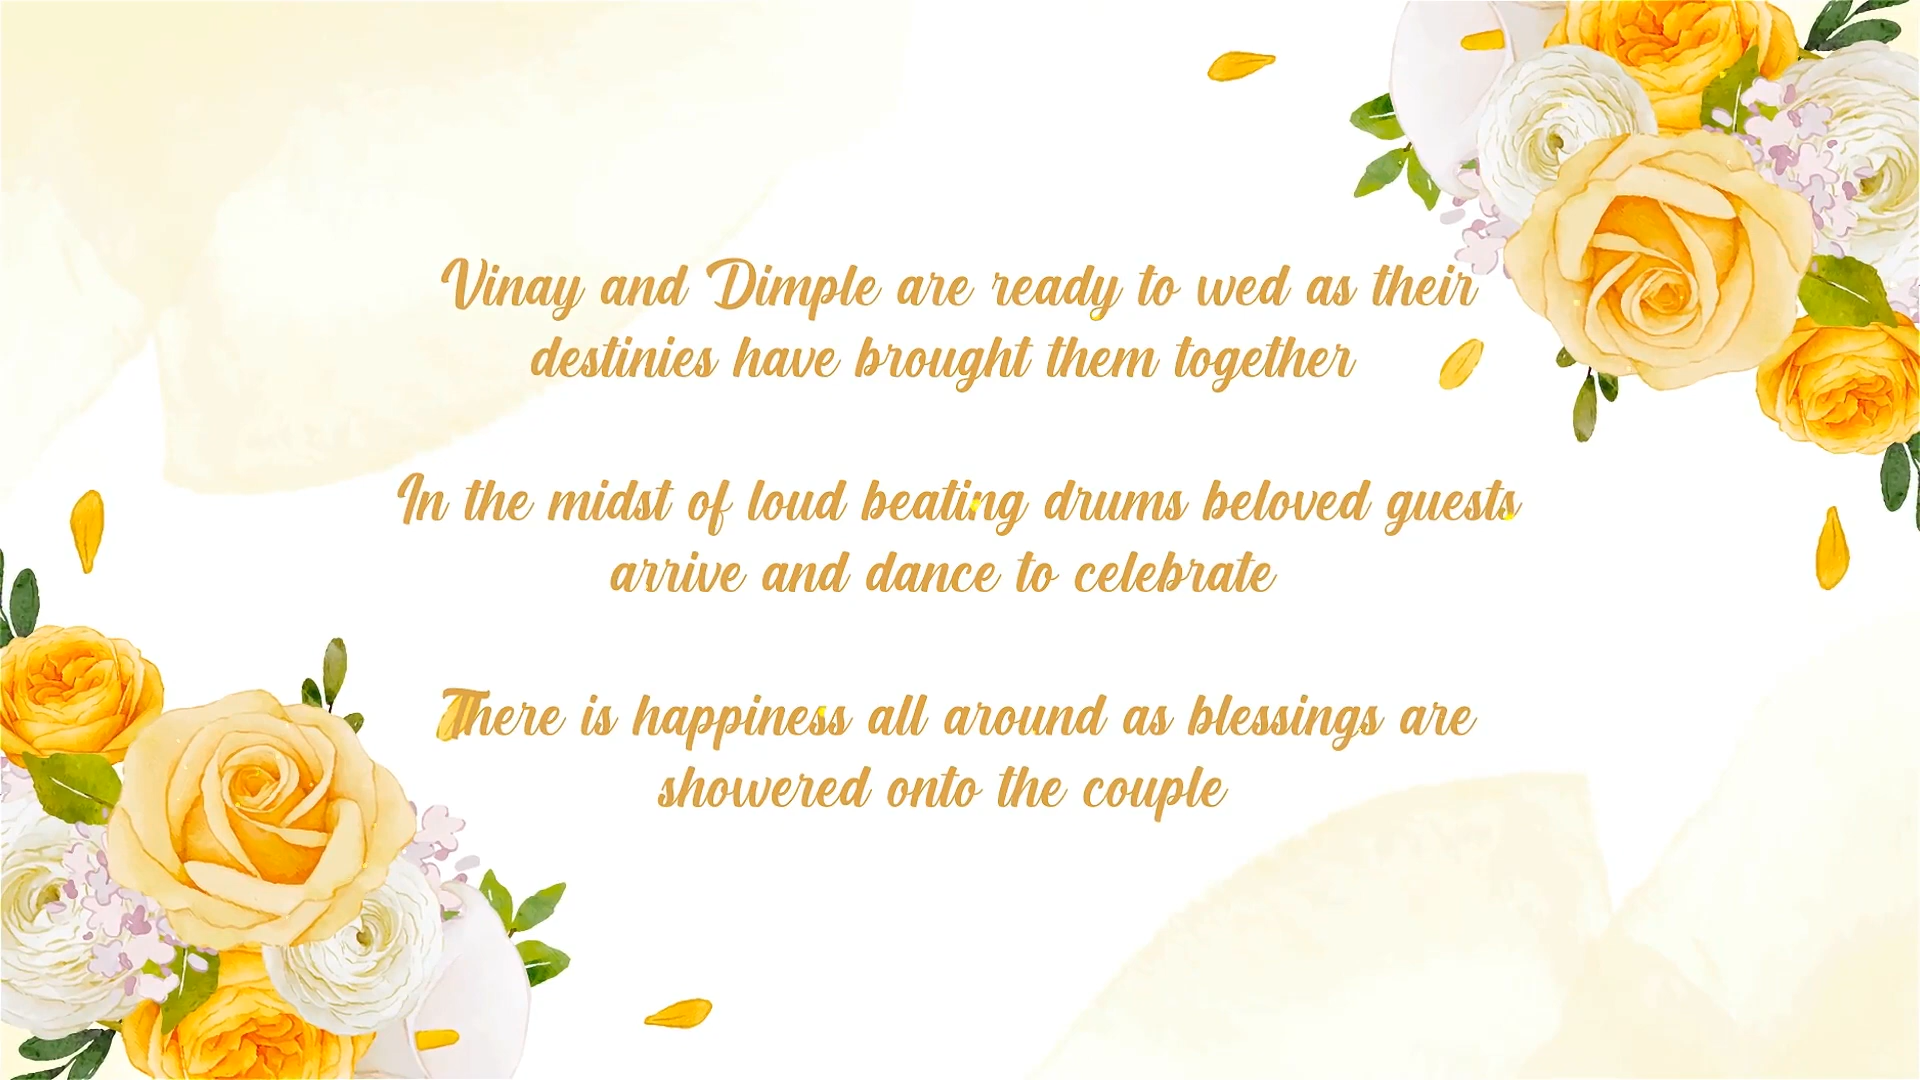 Vinay and Dimple are ready to wed as their
destinies have brought them together
In the midst of loud beating drums beloved guests
arrive and dance to celebrate
There is happiness all around as blessings are
showered onto the couple